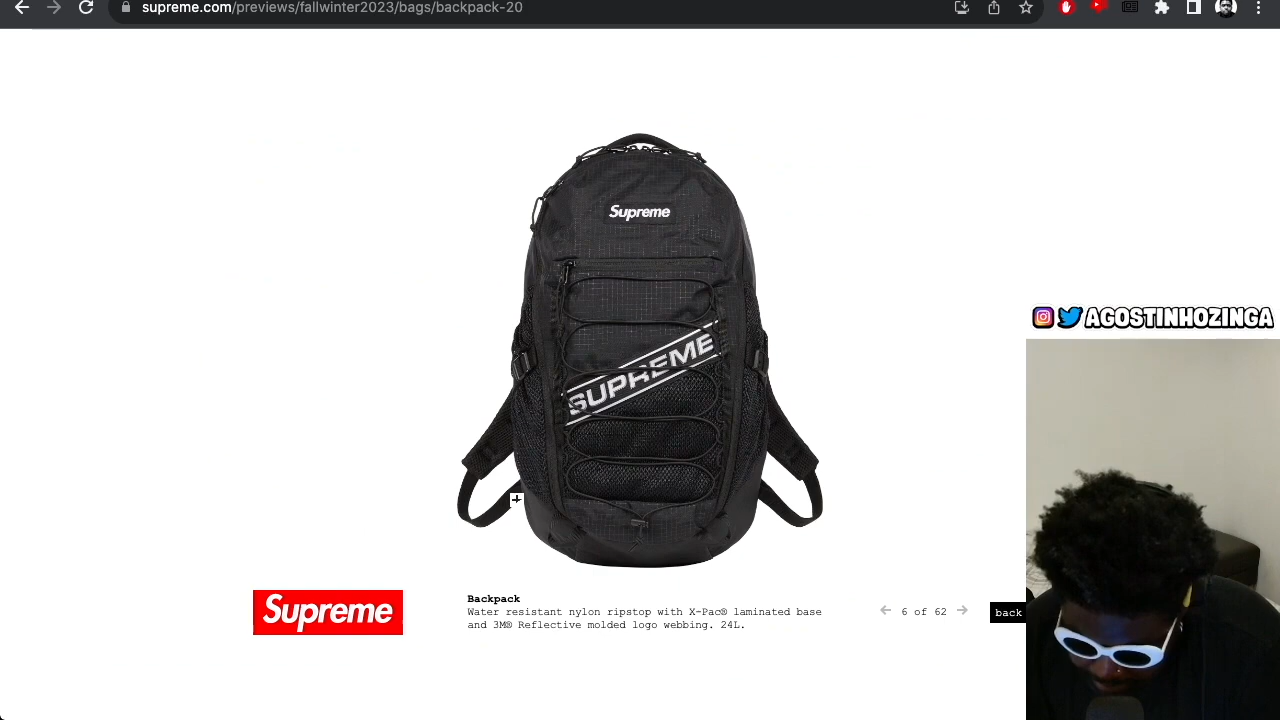 supreme.com/previews/fallwinter2023/bags/backpack-20
Supreme
SUPREME
AGOSTINHOZINGA
Supreme
Backpack
Water resistant nylon ripstop with X-Pac® laminated base
and 3M® Reflective molded logo webbing. 24L.
6 of 62
back